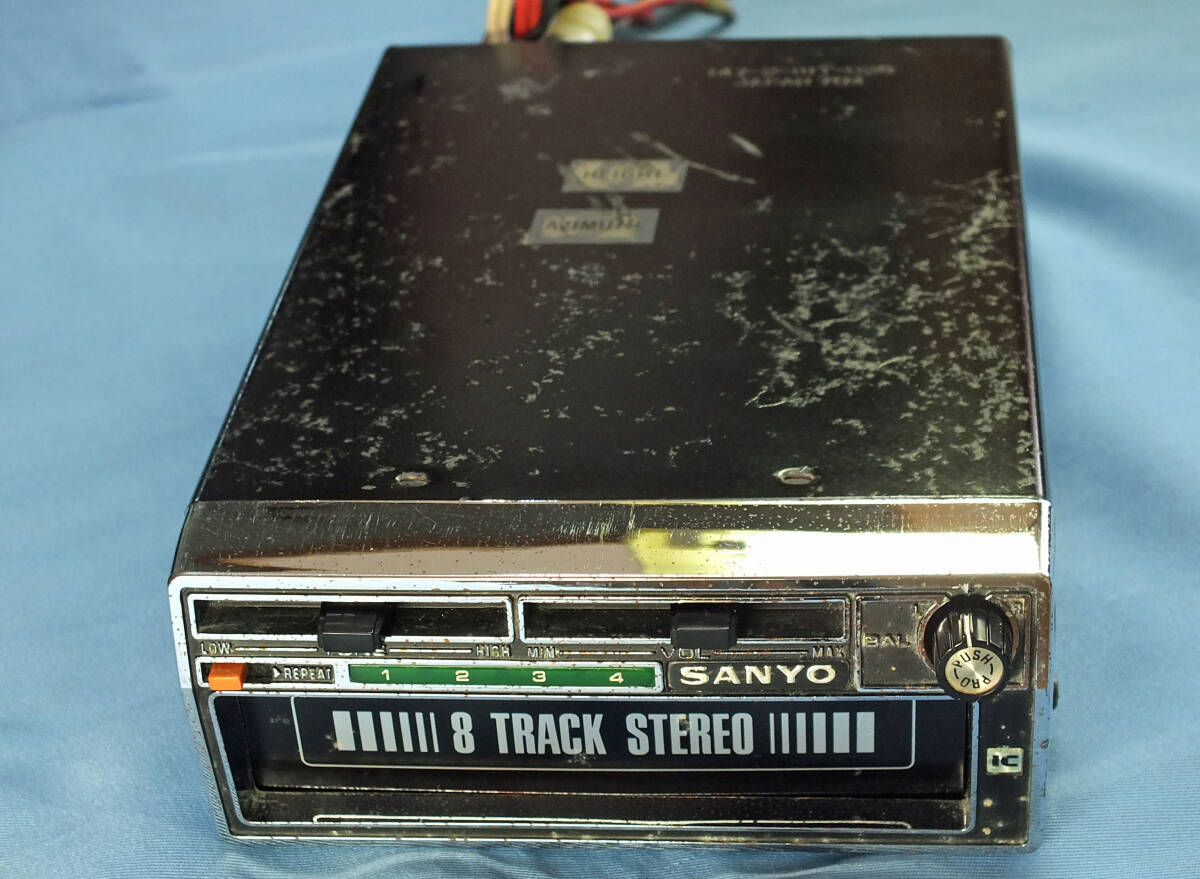 HEIGHT
AZIMUTH
L
R
BAL
LOW
HIGH
MIN
VOL
MAX
REPEAT
1 2 3 4
SANYO
PUSH
PRO
8 TRACK STEREO
IC